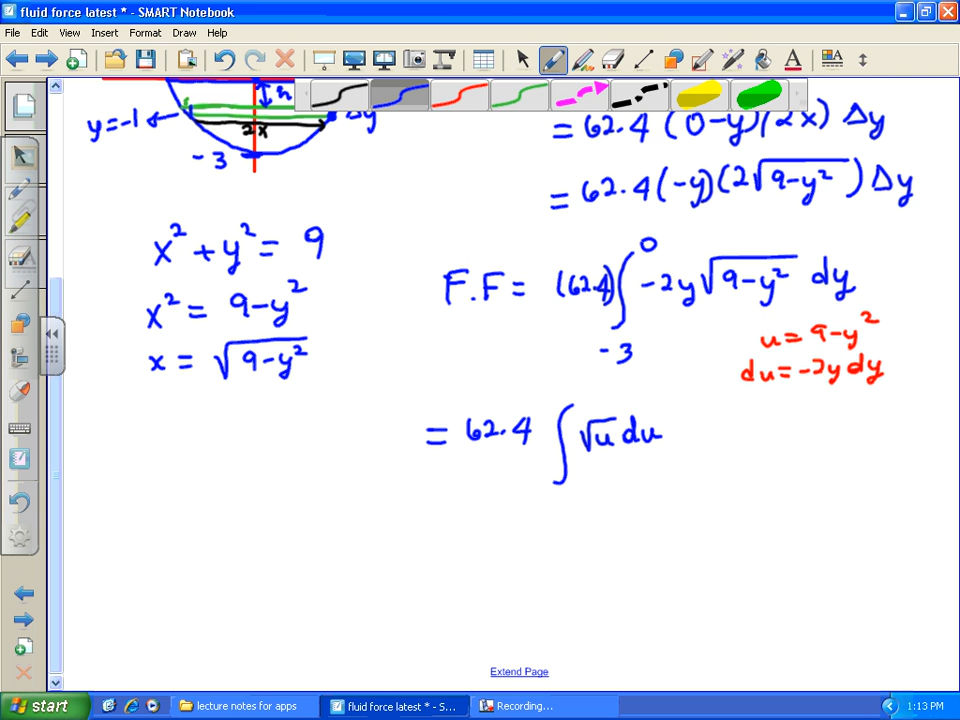 fluid force latest * - SMART Notebook
File Edit View Insert Format Draw Help
h
y=-1
2x
Δy
-3
= 62.4 (0-y)(2x) Δy
= 62.4(-y)(2√9-y²) Δy
x² + y² = 9
x² = 9-y²
x = √9-y²
F.F = (62.4) ∫ -2y√9-y² dy
0
-3
u = 9-y²
du = -2y dy
= 62.4 ∫ √u du
Extend Page
start
lecture notes for apps
fluid force latest * - S...
Recording...
1:13 PM